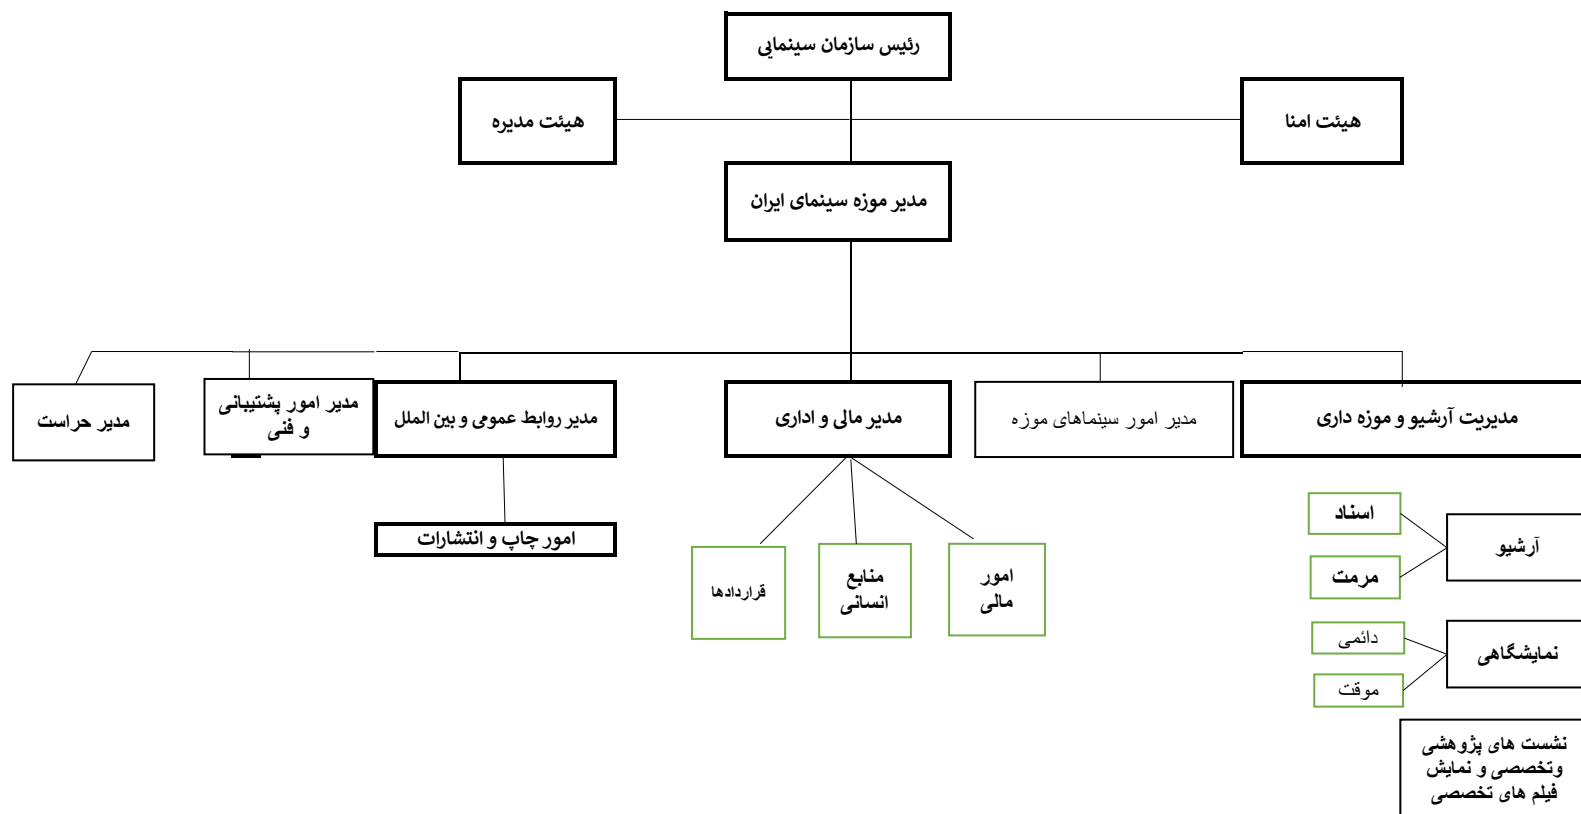 رئیس سازمان سینمایی
هیئت امنا
هیئت مدیره
مدیر موزه سینمای ایران
مدیریت آرشیو و موزه داری
مدیر امور سینماهای موزه
مدیر مالی و اداری
مدیر روابط عمومی و بین الملل
مدیر امور پشتیبانی
و فنی
مدیر حراست
امور چاپ و انتشارات
امور
مالی
منابع
انسانی
قراردادها
آرشیو
اسناد
مرمت
نمایشگاهی
دائمی
موقت
نشست های پژوهشی
وتخصصی و نمایش
فیلم های تخصصی